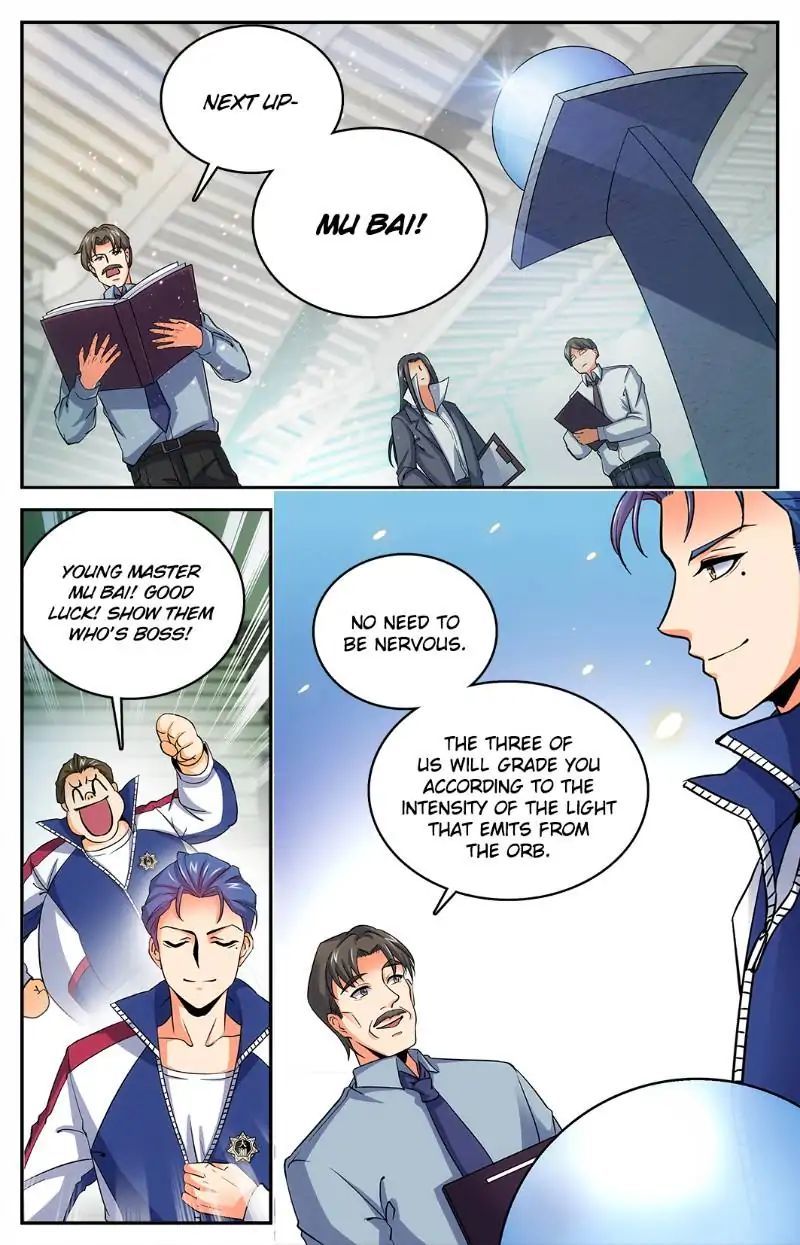 NEXT UP-
MU BAI!
YOUNG MASTER
MU BAI! GOOD
LUCK! SHOW THEM
WHO'S BOSS!
NO NEED TO
BE NERVOUS.
THE THREE OF
US WILL GRADE YOU
ACCORDING TO THE
INTENSITY OF THE LIGHT
THAT EMITS FROM
THE ORB.